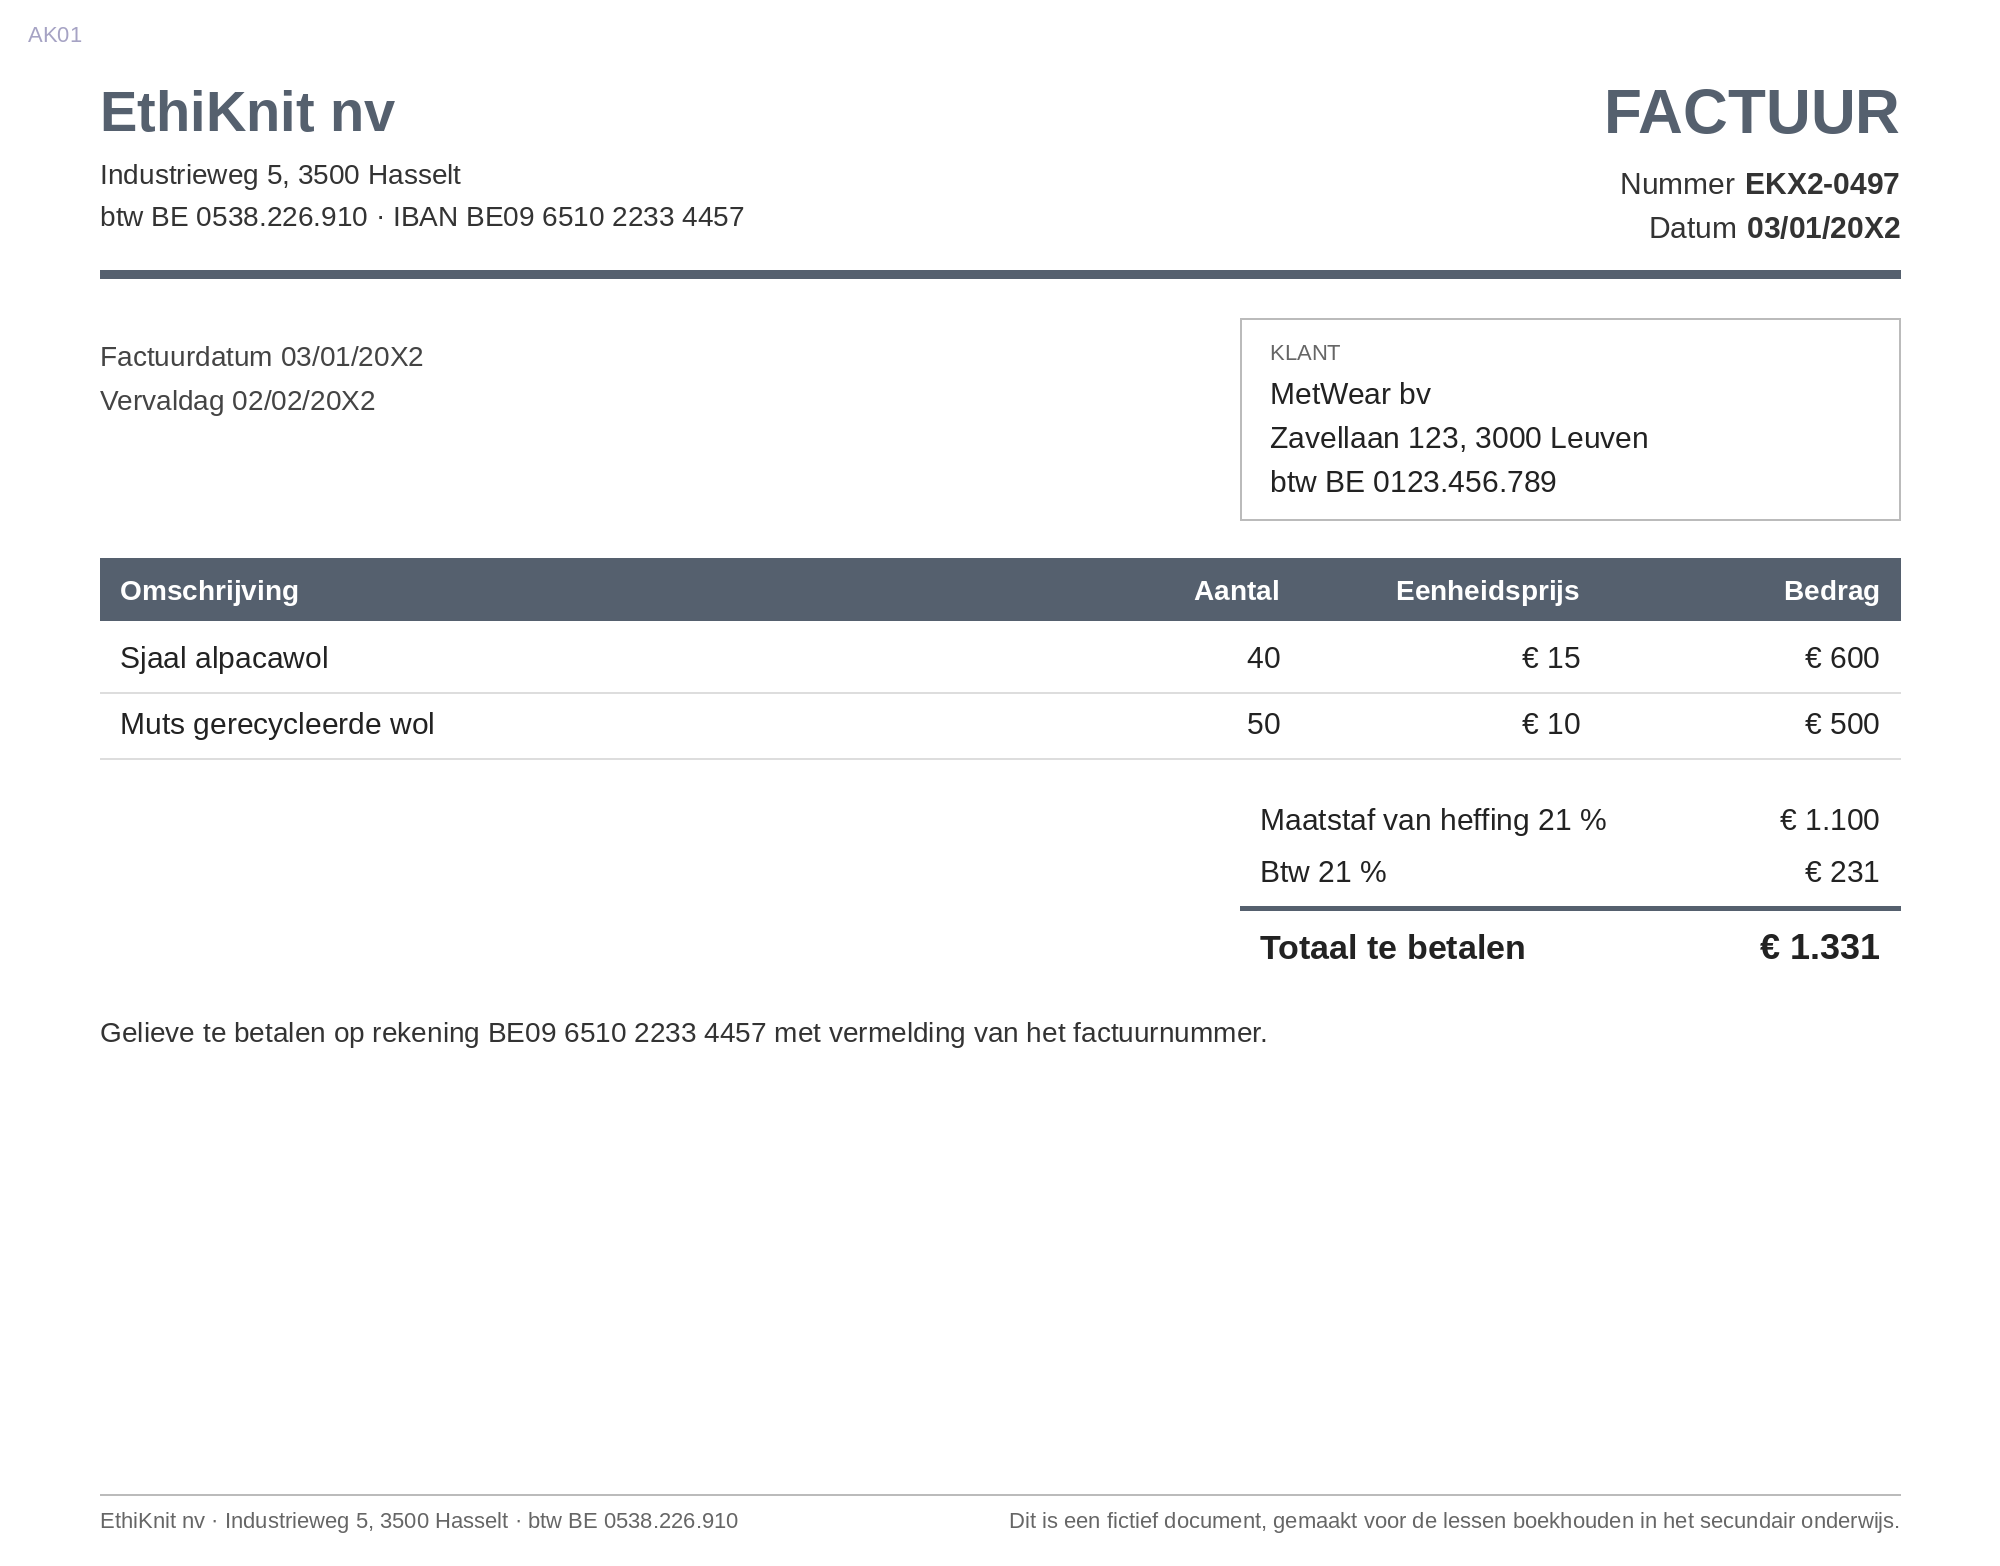 AK01
EthiKnit nv
FACTUUR
Industrieweg 5, 3500 Hasselt
btw BE 0538.226.910 · IBAN BE09 6510 2233 4457
Nummer EKX2-0497
Datum 03/01/20X2
Factuurdatum 03/01/20X2
Vervaldag 02/02/20X2
KLANT
MetWear bv
Zavellaan 123, 3000 Leuven
btw BE 0123.456.789
Omschrijving Aantal Eenheidsprijs Bedrag
Sjaal alpacawol 40 € 15 € 600
Muts gerecycleerde wol 50 € 10 € 500
Maatstaf van heffing 21 % € 1.100
Btw 21 % € 231
Totaal te betalen € 1.331
Gelieve te betalen op rekening BE09 6510 2233 4457 met vermelding van het factuurnummer.
EthiKnit nv · Industrieweg 5, 3500 Hasselt · btw BE 0538.226.910
Dit is een fictief document, gemaakt voor de lessen boekhouden in het secundair onderwijs.